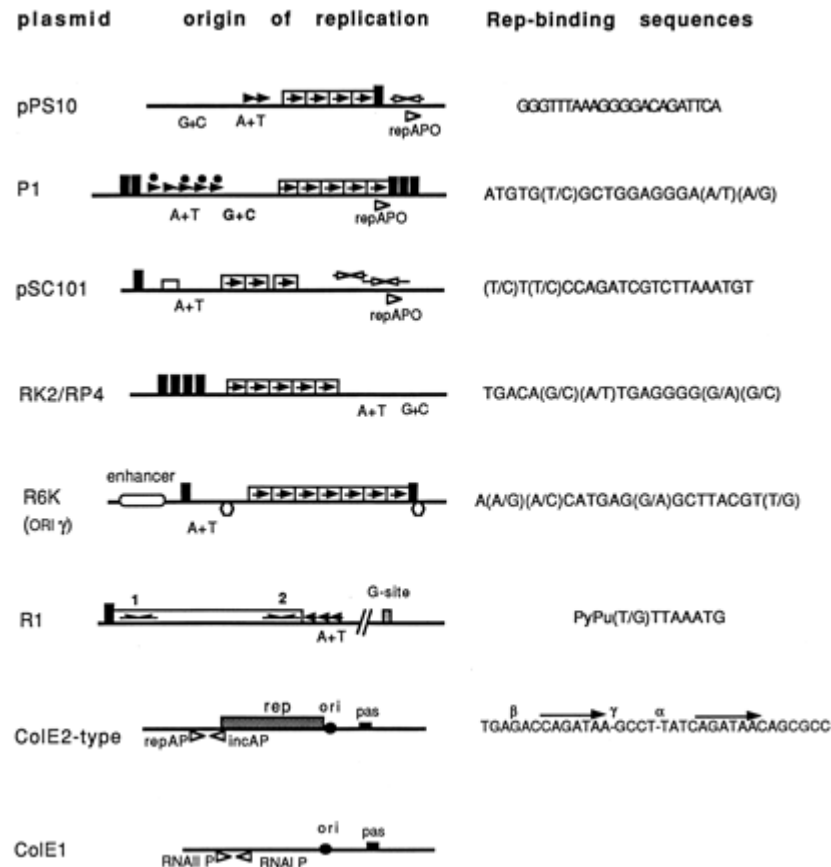 plasmid origin of replication Rep-binding sequences
pPS10 GGGTTTAAAGGGGACAGATTCA
G+C A+T repAPO
P1 ATGTG(T/C)GCTGGAGGGA(A/T)(A/G)
A+T G+C repAPO
pSC101 (T/C)T(T/C)CCAGATCGTCTTAAATGT
A+T repAPO
RK2/RP4 TGACA(G/C)(A/T)TGAGGGG(G/A)(G/C)
A+T G+C
enhancer
R6K A(A/G)(A/C)CATGAG(G/A)GCTTACGT(T/G)
(ORI γ) A+T
1 2 G-site
R1 PyPu(T/G)TTAAATG
A+T
rep ori pas β γ α
ColE2-type TGAGACCAGATAA-GCCT-TATCAGATAACAGCGCC
repAP incAP
ori pas
ColE1
RNAII P RNAI P